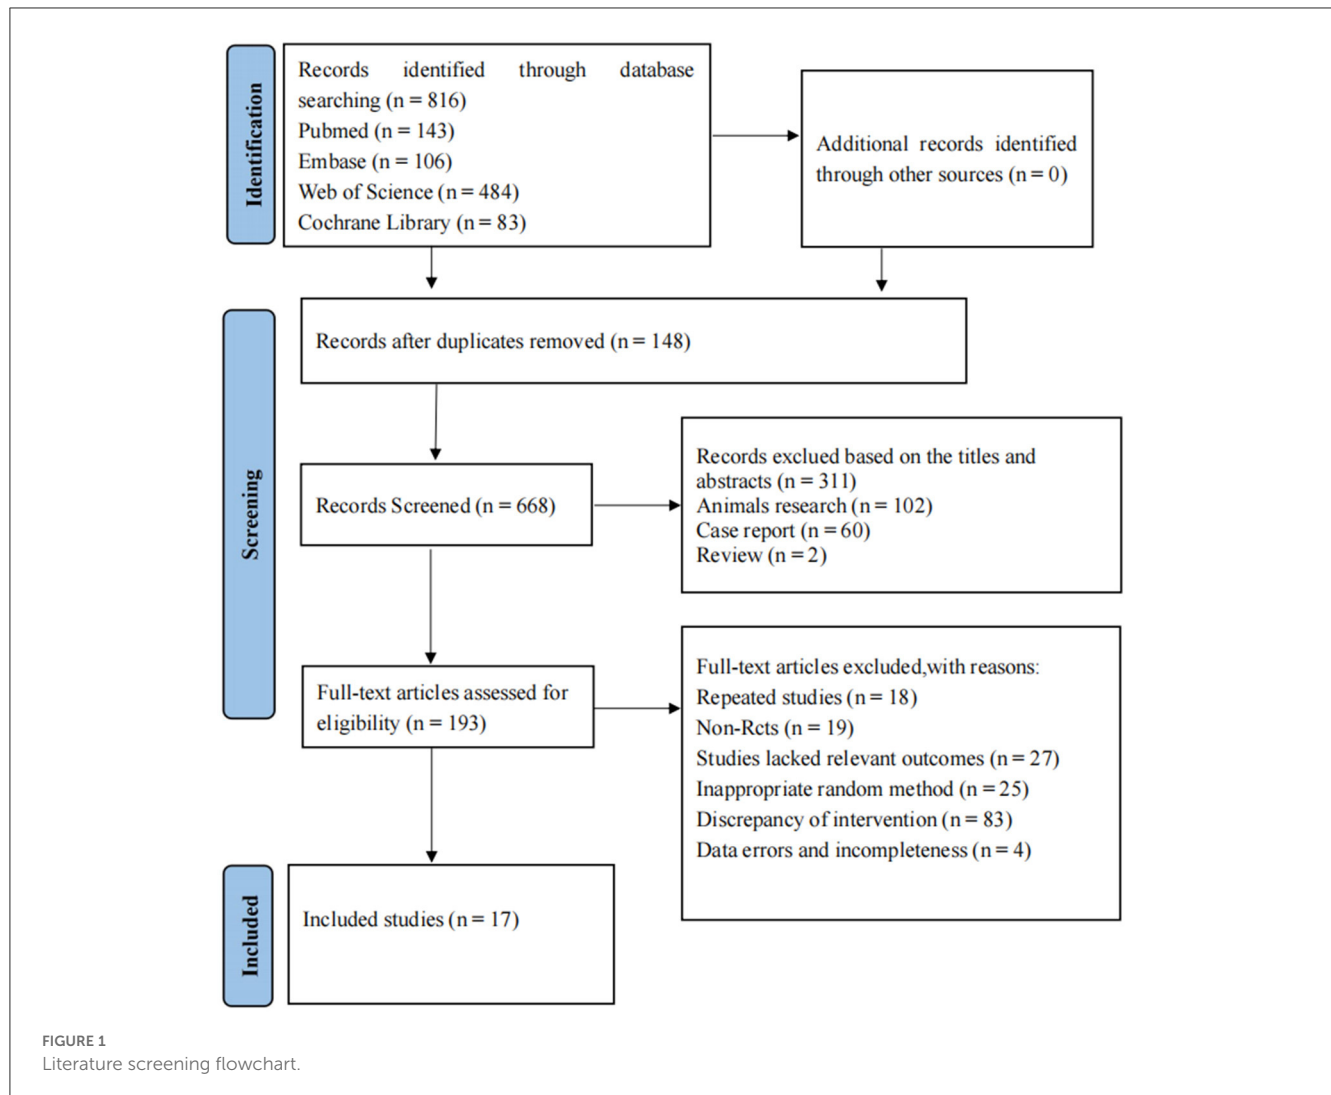 Identification
Records identified through database
searching (n = 816)
Pubmed (n = 143)
Embase (n = 106)
Web of Science (n = 484)
Cochrane Library (n = 83)
Additional records identified
through other sources (n = 0)
Screening
Records after duplicates removed (n = 148)
Records Screened (n = 668)
Records exclued based on the titles and
abstracts (n = 311)
Animals research (n = 102)
Case report (n = 60)
Review (n = 2)
Full-text articles assessed for
eligibility (n = 193)
Full-text articles excluded,with reasons:
Repeated studies (n = 18)
Non-Rcts (n = 19)
Studies lacked relevant outcomes (n = 27)
Inappropriate random method (n = 25)
Discrepancy of intervention (n = 83)
Data errors and incompleteness (n = 4)
Included
Included studies (n = 17)
FIGURE 1
Literature screening flowchart.